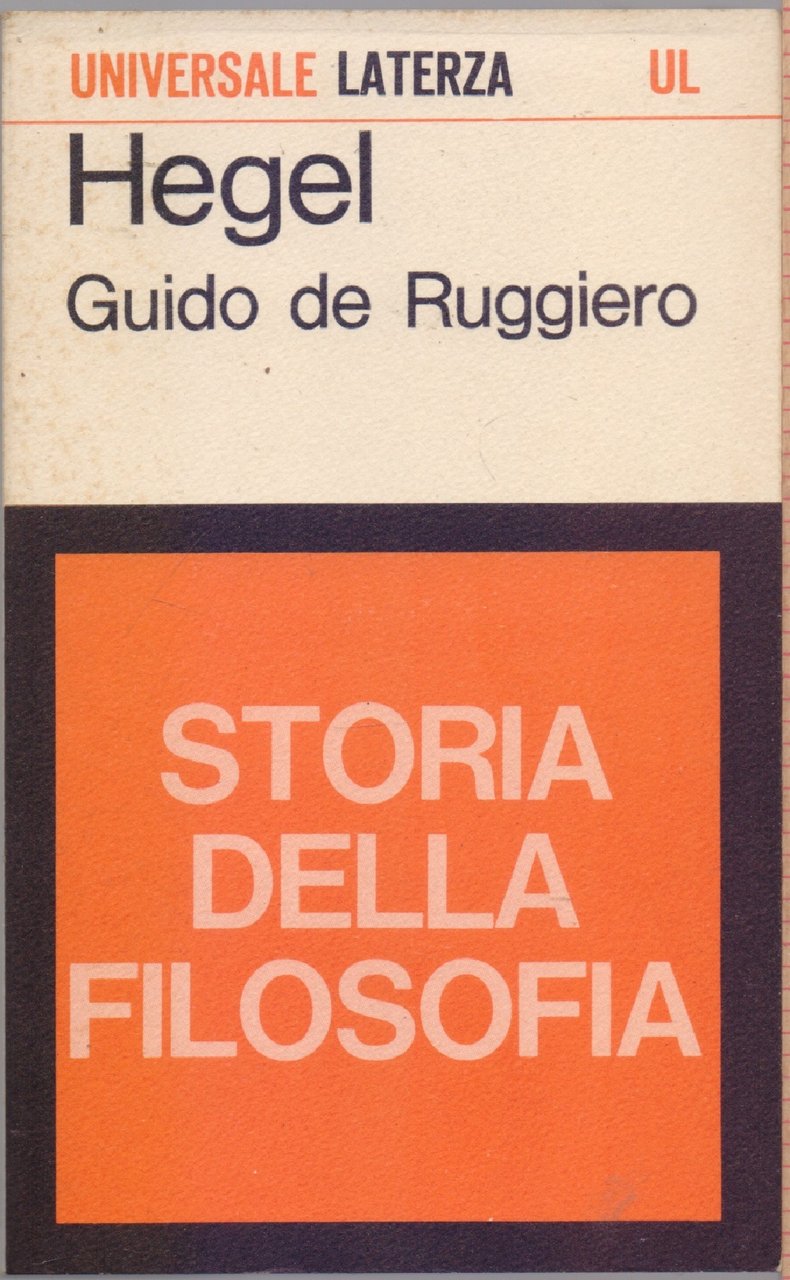 UNIVERSALE LATERZA UL
Hegel
Guido de Ruggiero
STORIA
DELLA
FILOSOFIA